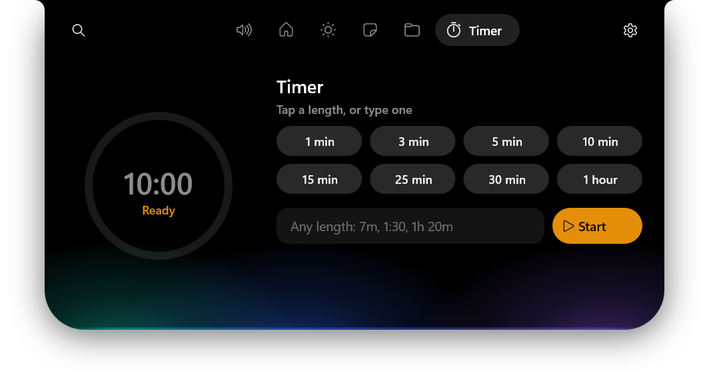 Timer
Timer
Tap a length, or type one
1 min
3 min
5 min
10 min
15 min
25 min
30 min
1 hour
10:00
Ready
Any length: 7m, 1:30, 1h 20m
Start